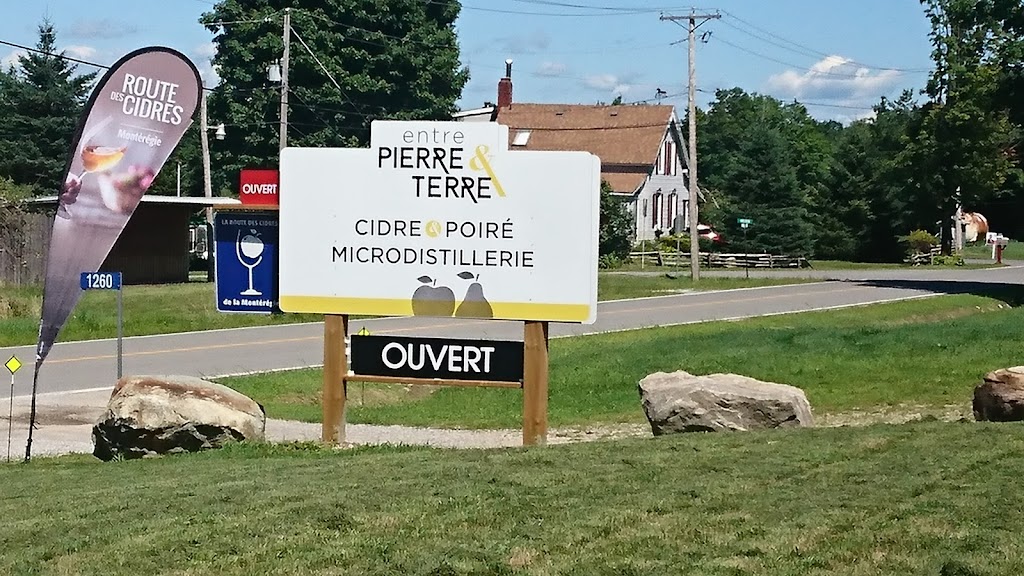 ROUTE
DES CIDRES
Montérégie
1260
OUVERT
LA ROUTE DES CIDRES
de la Montérég
entre
PIERRE &
TERRE
CIDRE & POIRÉ
MICRODISTILLERIE
OUVERT